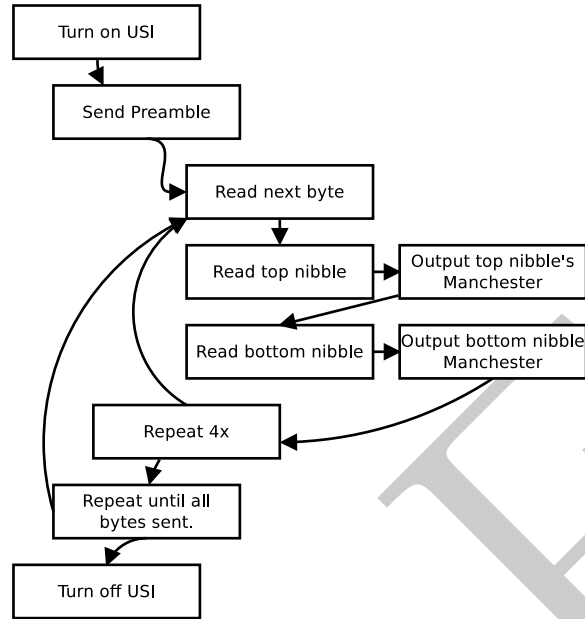 Turn on USI
Send Preamble
Read next byte
Read top nibble
Output top nibble's
Manchester
Read bottom nibble
Output bottom nibble
Manchester
Repeat 4x
Repeat until all
bytes sent.
Turn off USI